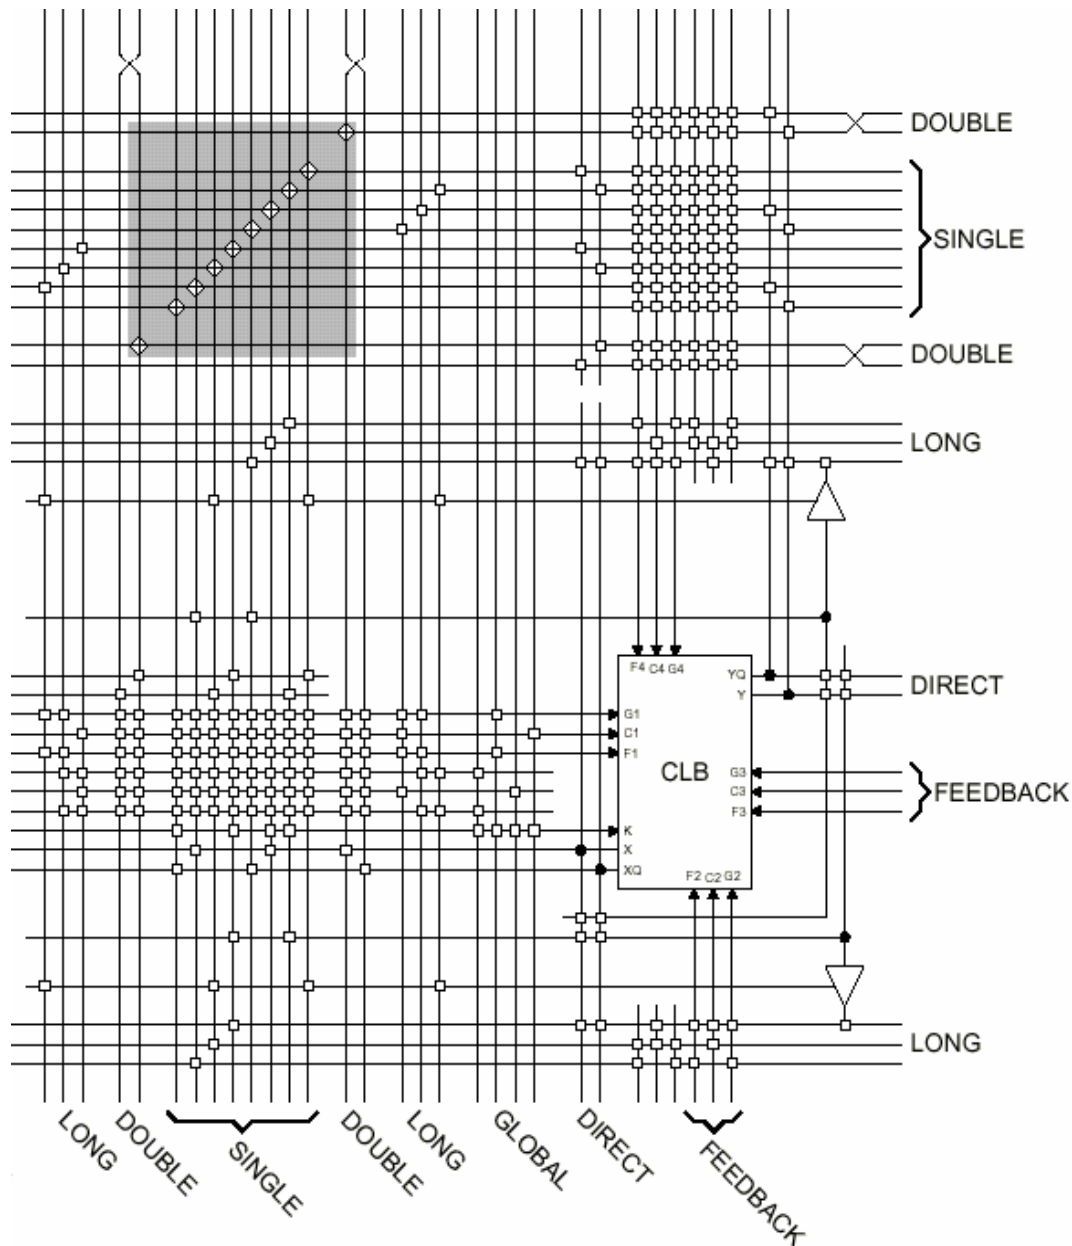 DOUBLE
SINGLE
DOUBLE
LONG
F4 C4 G4
YQ
DIRECT
Y
G1
C1
F1
CLB
G3
C3
FEEDBACK
F3
K
X
XQ
F2 C2 G2
LONG
LONG
DOUBLE
SINGLE
DOUBLE
LONG
GLOBAL
DIRECT
FEEDBACK